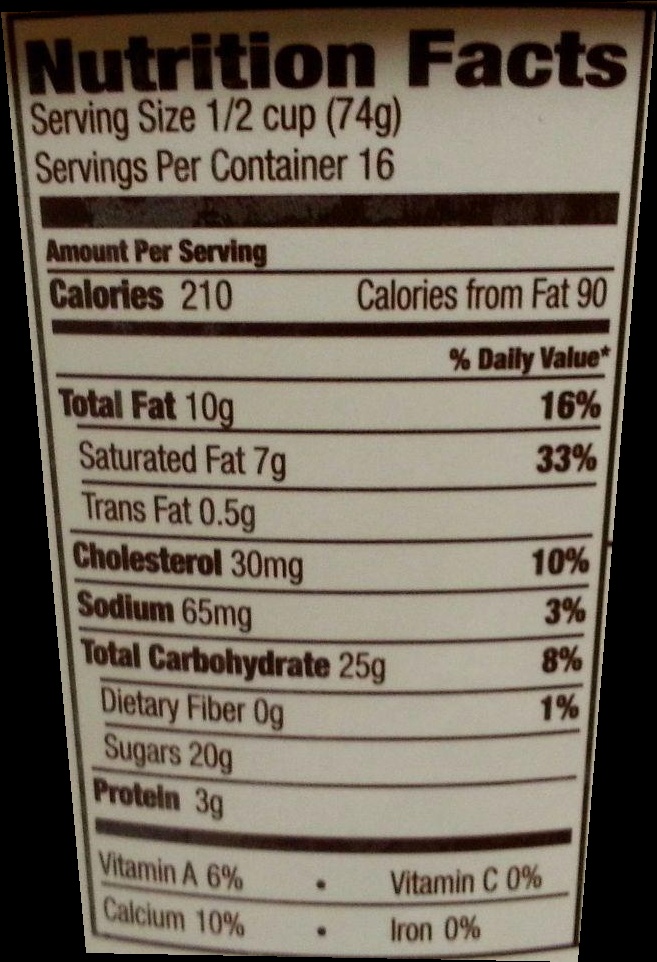 Nutrition Facts
Serving Size 1/2 cup (74g)
Servings Per Container 16
Amount Per Serving
Calories 210 Calories from Fat 90
% Daily Value*
Total Fat 10g 16%
Saturated Fat 7g 33%
Trans Fat 0.5g
Cholesterol 30mg 10%
Sodium 65mg 3%
Total Carbohydrate 25g 8%
Dietary Fiber 0g 1%
Sugars 20g
Protein 3g
Vitamin A 6% • Vitamin C 0%
Calcium 10% • Iron 0%